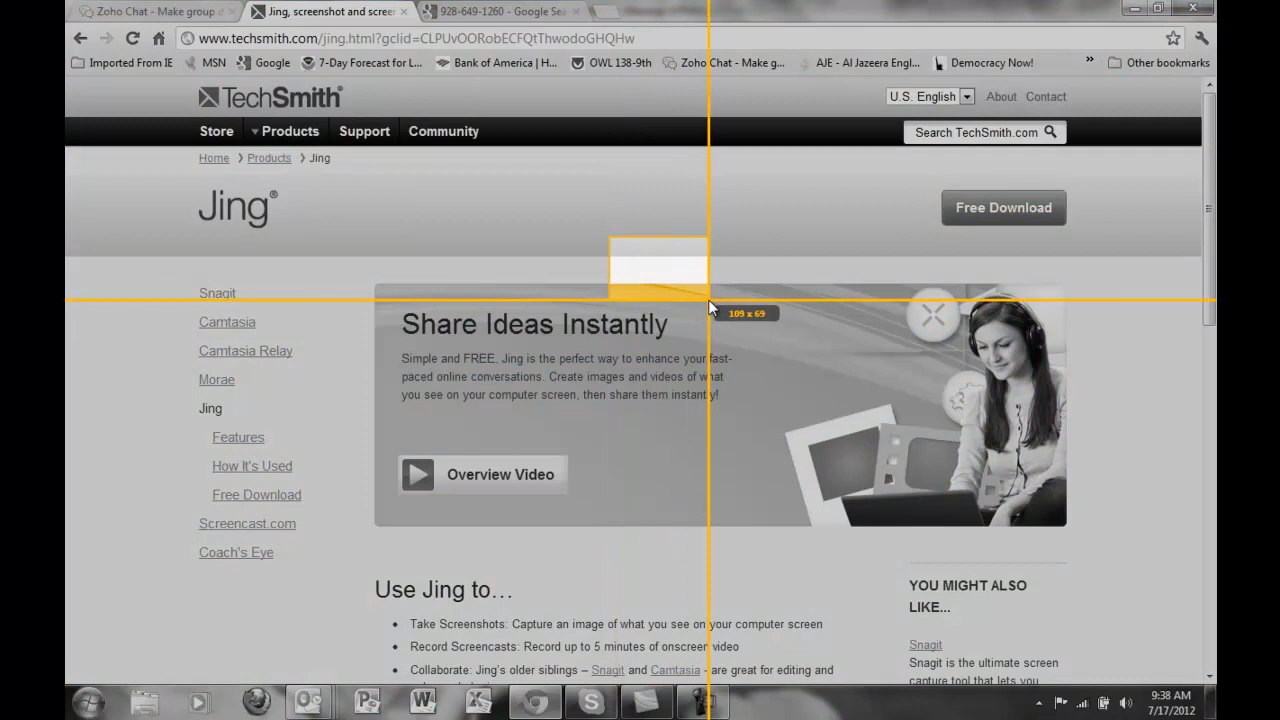 Zoho Chat - Make group d
Jing, screenshot and scree
928-649-1260 - Google Sea
www.techsmith.com/jing.html?gclid=CLPUvOORobECFQtThwodoGHQHw
Imported From IE
MSN
Google
7-Day Forecast for L...
Bank of America | H...
OWL 138-9th
Zoho Chat - Make g...
AJE - Al Jazeera Engl...
Democracy Now!
»
Other bookmarks
TechSmith
U.S. English
About
Contact
Store
Products
Support
Community
Search TechSmith.com
Home > Products > Jing
Jing®
Free Download
Snagit
Camtasia
Camtasia Relay
Morae
Jing
Features
How It's Used
Free Download
Screencast.com
Coach's Eye
109 x 69
Share Ideas Instantly
Simple and FREE, Jing is the perfect way to enhance your fast-
paced online conversations. Create images and videos of what
you see on your computer screen, then share them instantly!
Overview Video
Use Jing to…
• Take Screenshots: Capture an image of what you see on your computer screen
• Record Screencasts: Record up to 5 minutes of onscreen video
• Collaborate: Jing's older siblings – Snagit and Camtasia - are great for editing and
YOU MIGHT ALSO
LIKE...
Snagit
Snagit is the ultimate screen
capture tool that lets you
9:38 AM
7/17/2012